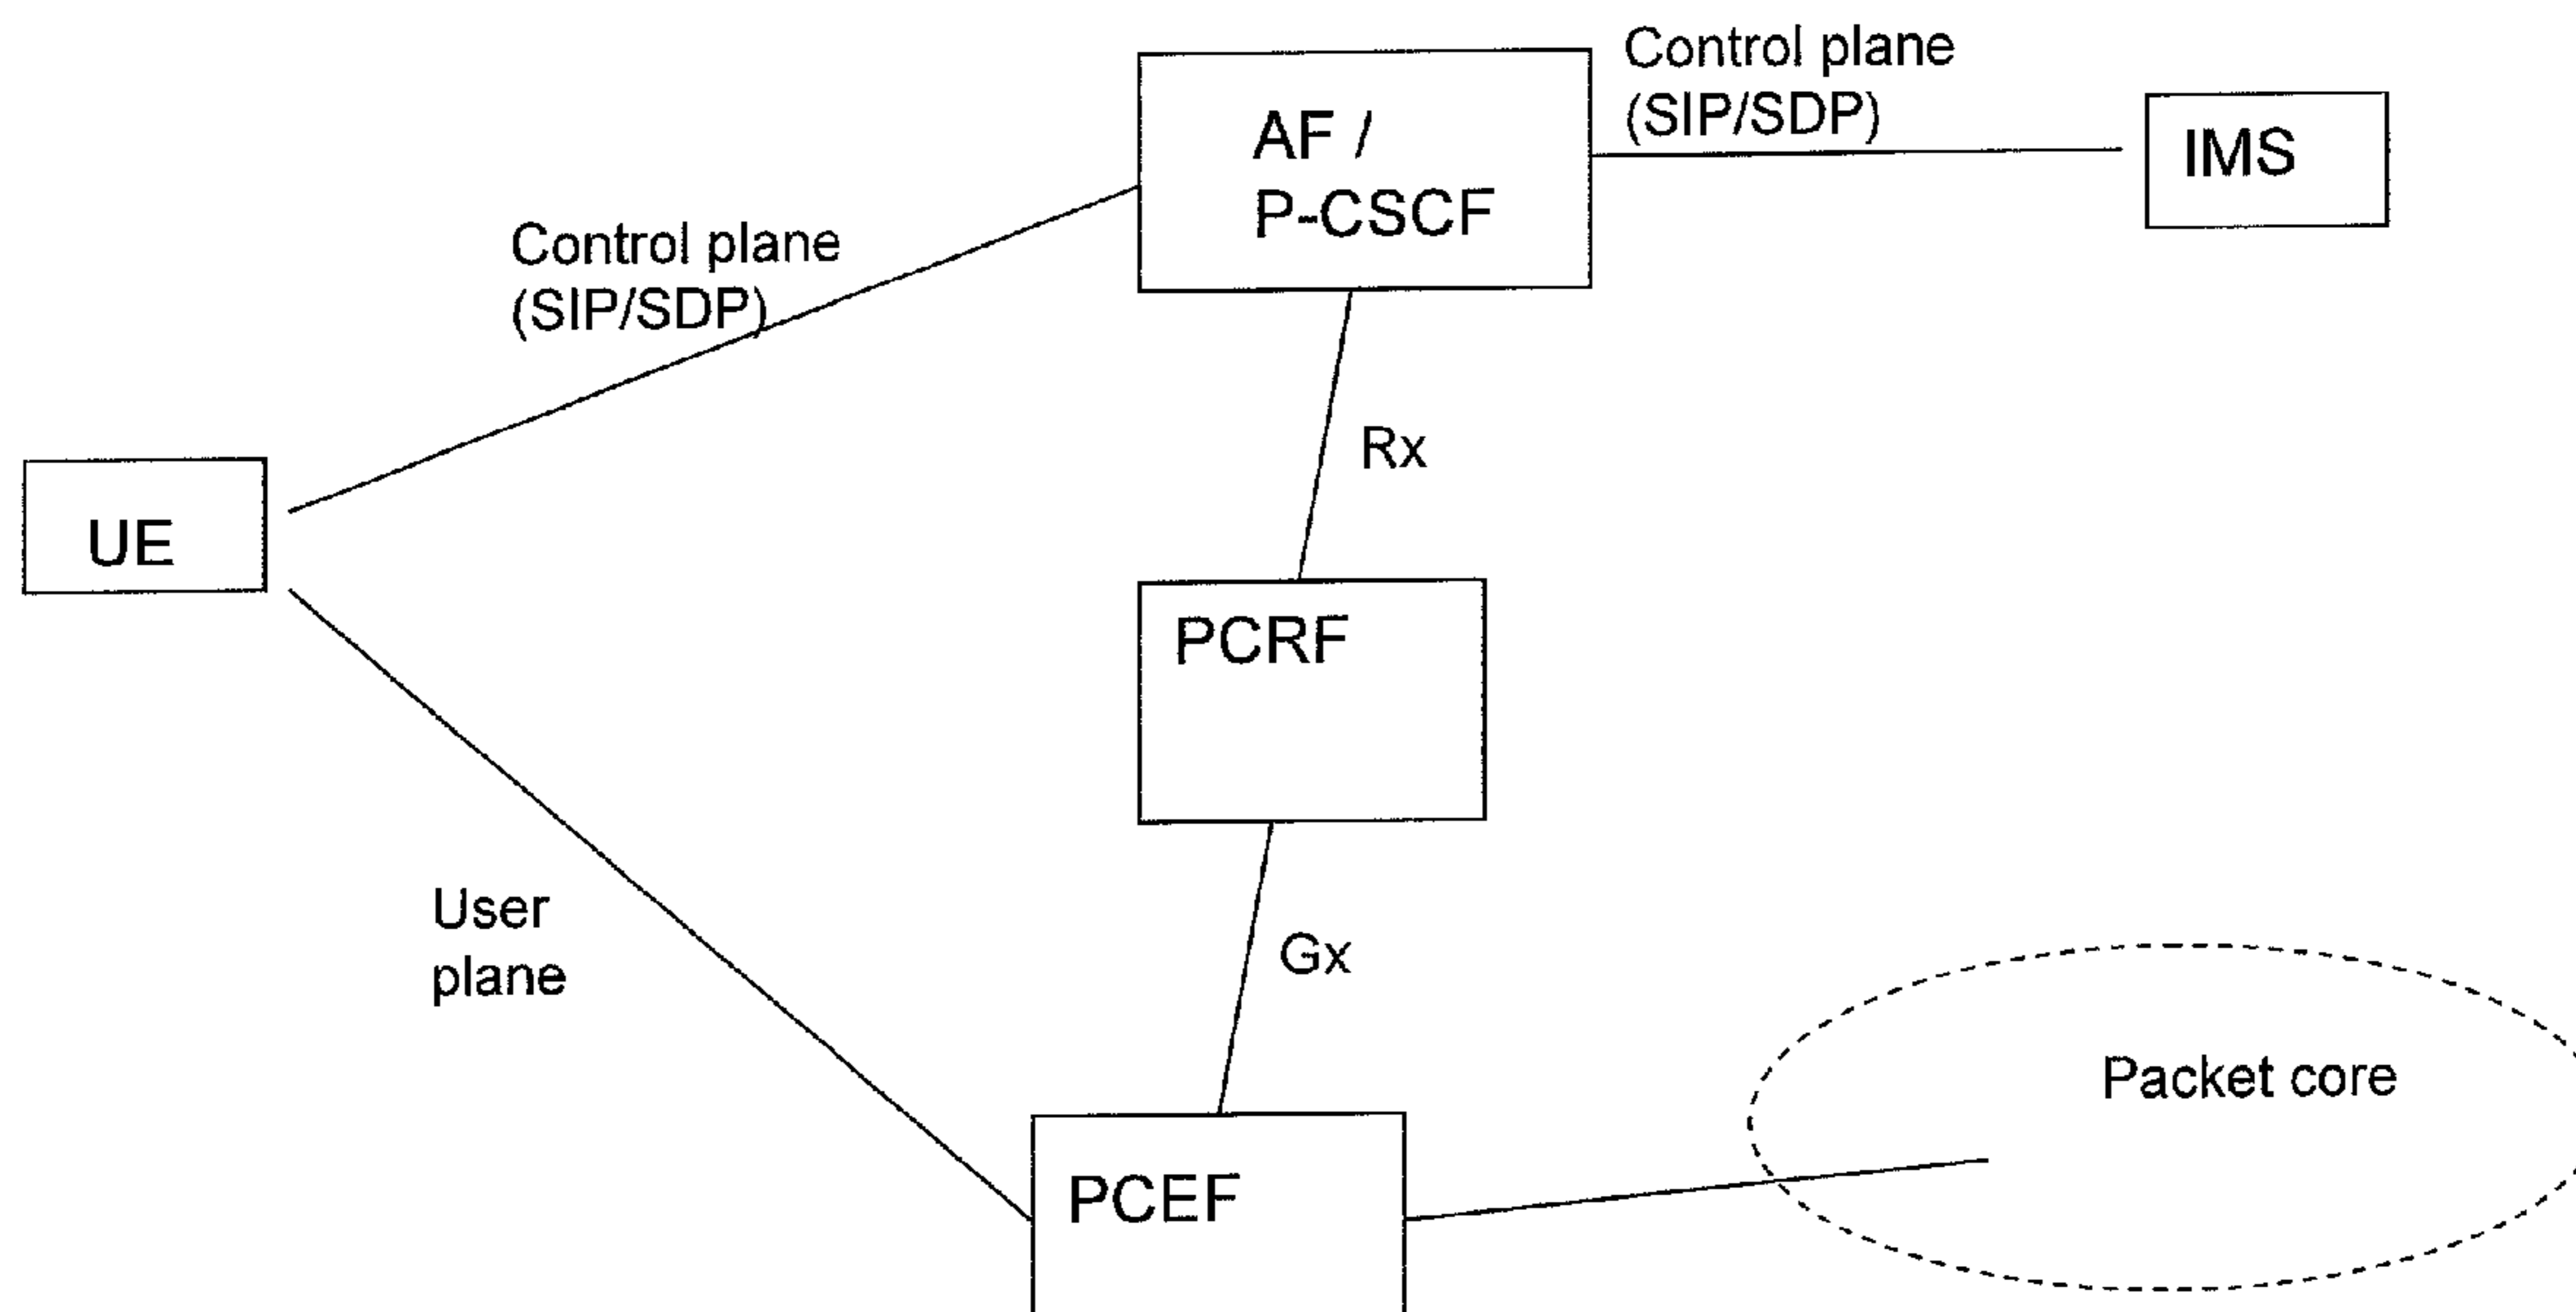 Control plane
(SIP/SDP)
AF /
P-CSCF
IMS
Control plane
(SIP/SDP)
Rx
UE
PCRF
User
plane
Gx
Packet core
PCEF